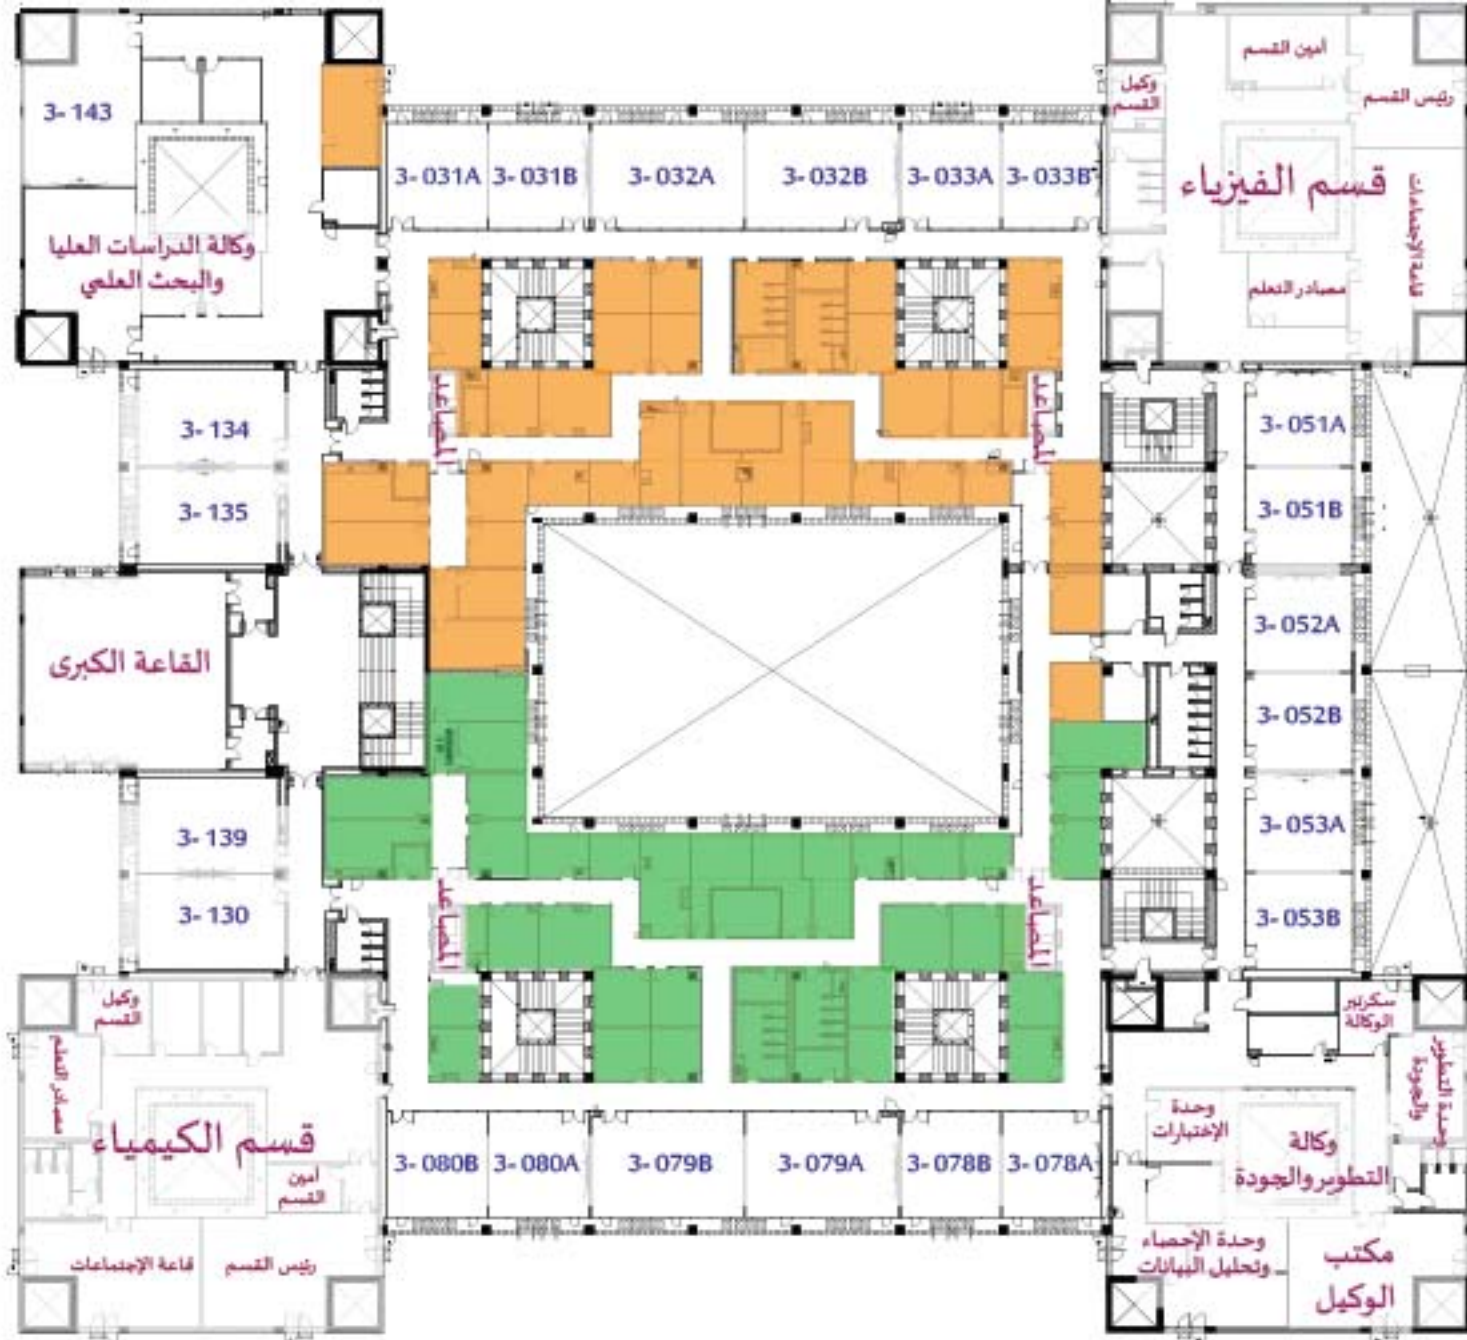 أمين القسم
وكيل
القسم
رئيس القسم
3- 143
3- 031A
3- 031B
3- 032A
3- 032B
3- 033A
3- 033B
قسم الفيزياء
قاعة الإجتماعات
وكالة الدراسات العليا
والبحث العلمي
مصادر التعلم
المصاعد
المصاعد
3- 134
3- 051A
3- 135
3- 051B
3- 052A
القاعة الكبرى
3- 052B
3- 139
3- 053A
المصاعد
المصاعد
3- 130
3- 053B
وكيل
القسم
سكرتير
الوكالة
مصادر التعلم
وحدة التطوير
والجودة
قسم الكيمياء
وحدة
الإختبارات
وكالة
التطوير والجودة
3- 080B
3- 080A
3- 079B
3- 079A
3- 078B
3- 078A
أمين
القسم
قاعة الإجتماعات
رئيس القسم
وحدة الإحصاء
وتحليل البيانات
مكتب
الوكيل